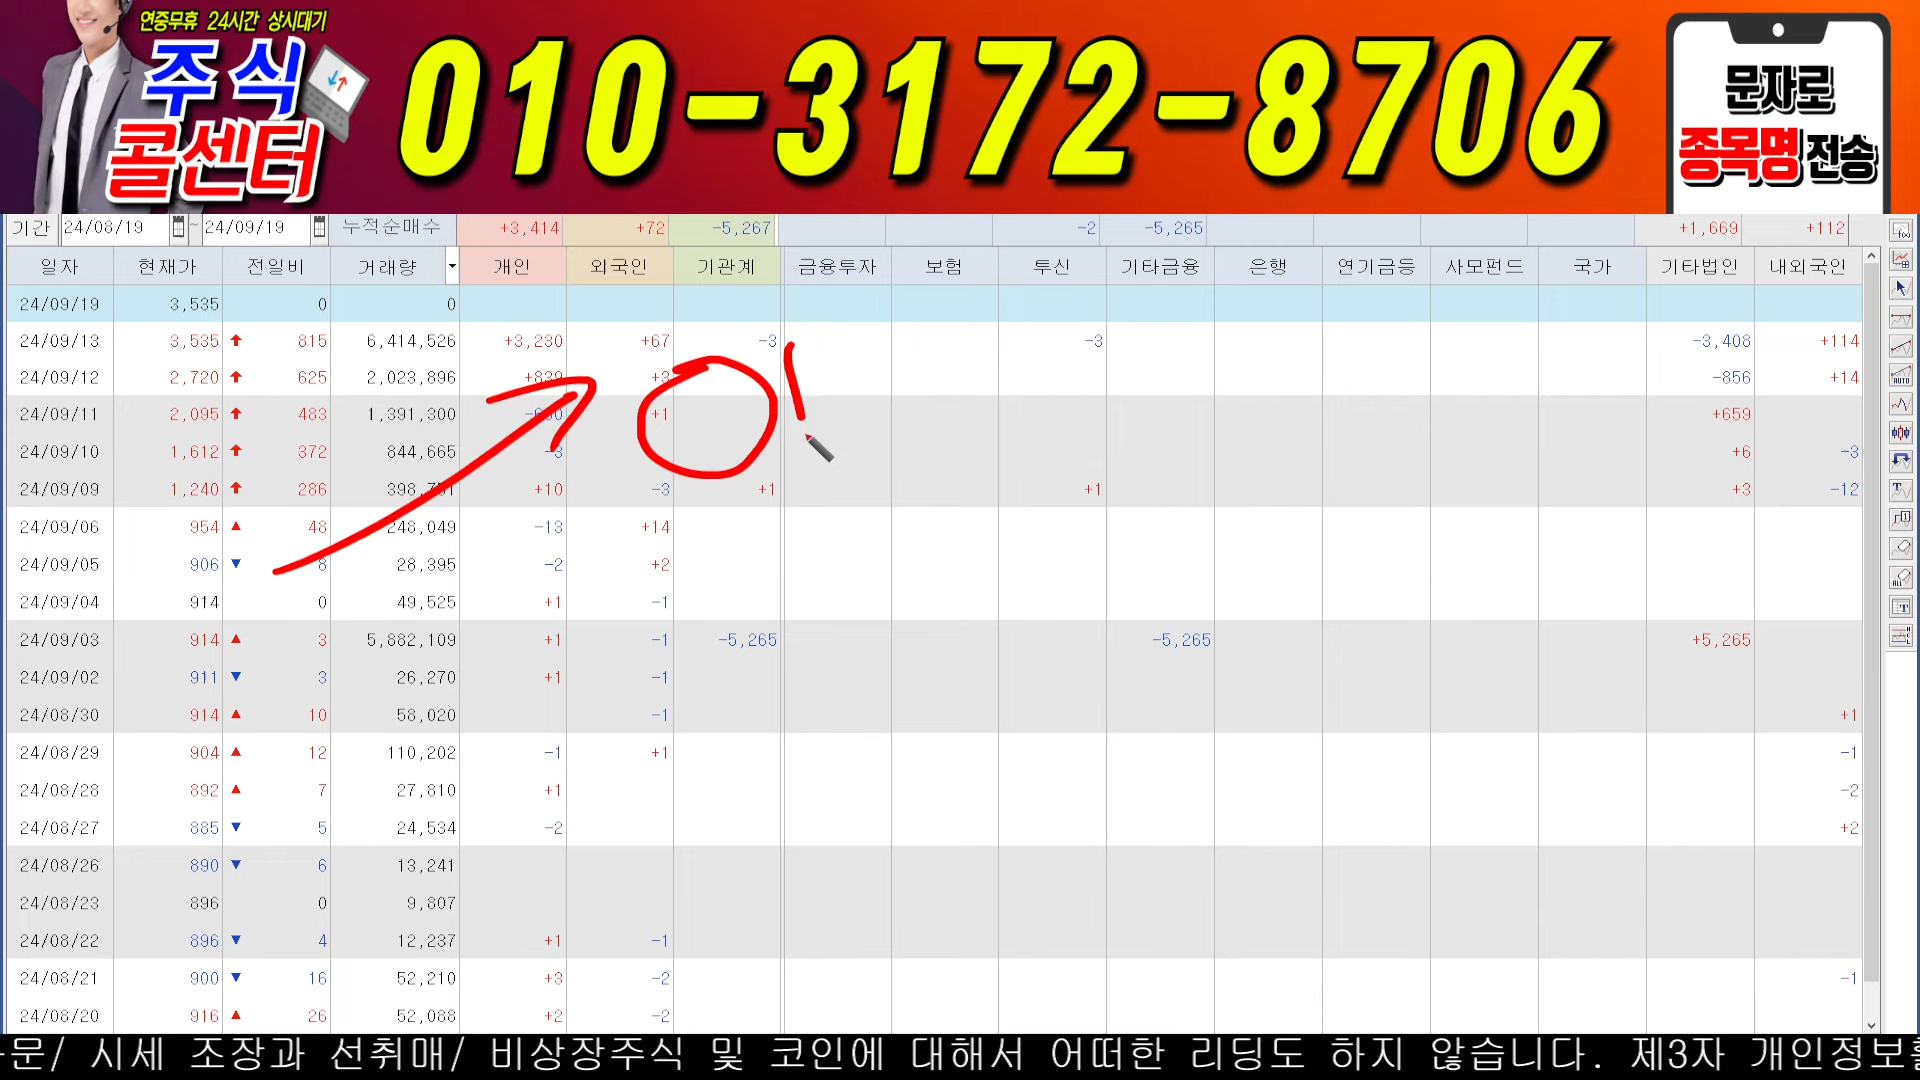 연중무휴 24시간 상시대기
주식
콜센터
010-3172-8706
문자로
종목명 전송
기간 24/08/19 ~ 24/09/19 누적순매수 +3,414 +72 -5,267 -2 -5,265 +1,669 +112
일자 현재가 전일비 거래량 개인 외국인 기관계 금융투자 보험 투신 기타금융 은행 연기금등 사모펀드 국가 기타법인 내외국인
24/09/19 3,535 0 0
24/09/13 3,535 815 6,414,526 +3,230 +67 -3 -3 -3,408 +114
24/09/12 2,720 625 2,023,896 +839 +3 -856 +14
24/09/11 2,095 483 1,391,300 +1 +659
24/09/10 1,612 372 844,665 -3 +6 -3
24/09/09 1,240 286 398,751 +10 -3 +1 +1 +3 -12
24/09/06 954 48 248,049 -13 +14
24/09/05 906 8 28,395 -2 +2
24/09/04 914 0 49,525 +1 -1
24/09/03 914 3 5,882,109 +1 -1 -5,265 -5,265 +5,265
24/09/02 911 3 26,270 +1 -1
24/08/30 914 10 58,020 -1 +1
24/08/29 904 12 110,202 -1 +1 -1
24/08/28 892 7 27,810 +1 -2
24/08/27 885 5 24,534 -2 +2
24/08/26 890 6 13,241
24/08/23 896 0 9,807
24/08/22 896 4 12,237 +1 -1
24/08/21 900 16 52,210 +3 -2 -1
24/08/20 916 26 52,088 +2 -2
문/ 시세 조장과 선취매/ 비상장주식 및 코인에 대해서 어떠한 리딩도 하지 않습니다. 제3자 개인정보